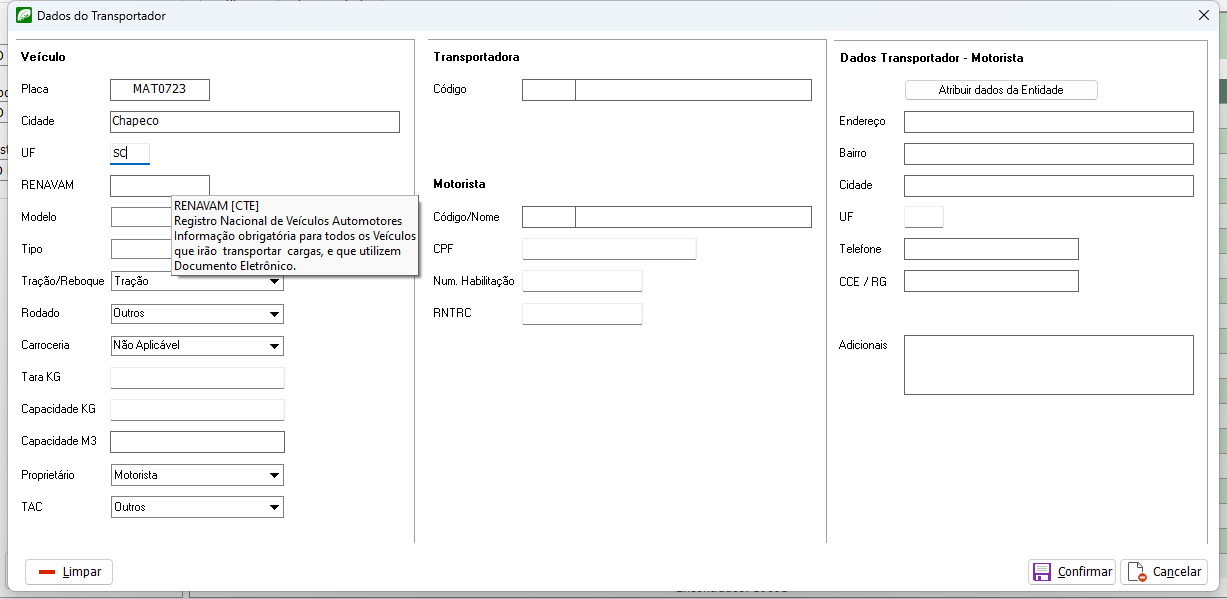 Dados do Transportador
Veículo
Placa
MAT0723
Cidade
Chapeco
UF
SC
RENAVAM
RENAVAM [CTE]
Registro Nacional de Veículos Automotores
Informação obrigatória para todos os Veículos
que irão transportar cargas, e que utilizem
Documento Eletrônico.
Modelo
Tipo
Tração/Reboque
Tração
Rodado
Outros
Carroceria
Não Aplicável
Tara KG
Capacidade KG
Capacidade M3
Proprietário
Motorista
TAC
Outros
Transportadora
Código
Motorista
Código/Nome
CPF
Num. Habilitação
RNTRC
Dados Transportador - Motorista
Atribuir dados da Entidade
Endereço
Bairro
Cidade
UF
Telefone
CCE / RG
Adicionais
Limpar
Confirmar
Cancelar